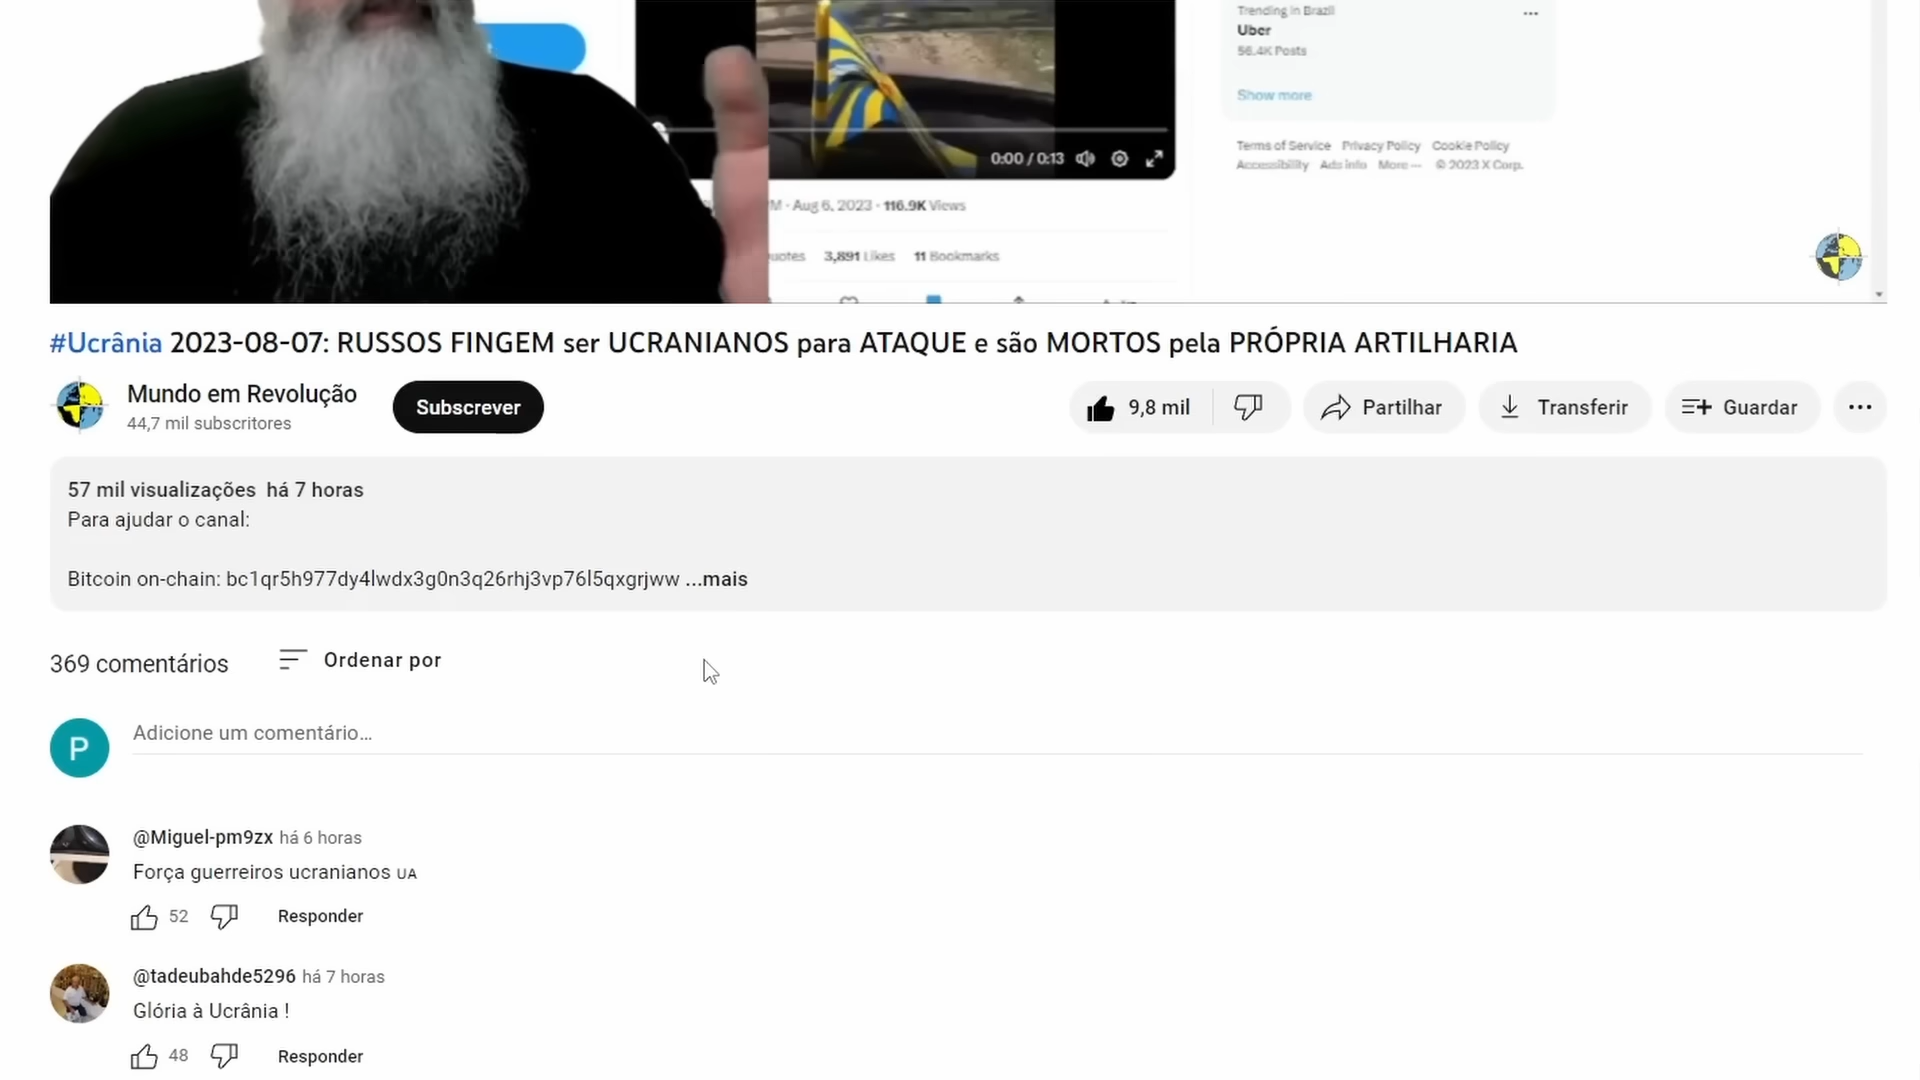 Trending in Brazil
Uber
56.4K Posts
Show more
0:00 / 0:13
Terms of Service Privacy Policy Cookie Policy
Accessibility Ads info More ··· © 2023 X Corp.
M · Aug 6, 2023 · 116.9K Views
uotes 3,891 Likes 11 Bookmarks
#Ucrânia 2023-08-07: RUSSOS FINGEM ser UCRANIANOS para ATAQUE e são MORTOS pela PRÓPRIA ARTILHARIA
Mundo em Revolução
44,7 mil subscritores
Subscrever
9,8 mil
Partilhar
Transferir
Guardar
57 mil visualizações há 7 horas
Para ajudar o canal:
Bitcoin on-chain: bc1qr5h977dy4lwdx3g0n3q26rhj3vp76l5qxgrjww ...mais
369 comentários
Ordenar por
P
Adicione um comentário...
@Miguel-pm9zx há 6 horas
Força guerreiros ucranianos UA
52
Responder
@tadeubahde5296 há 7 horas
Glória à Ucrânia !
48
Responder